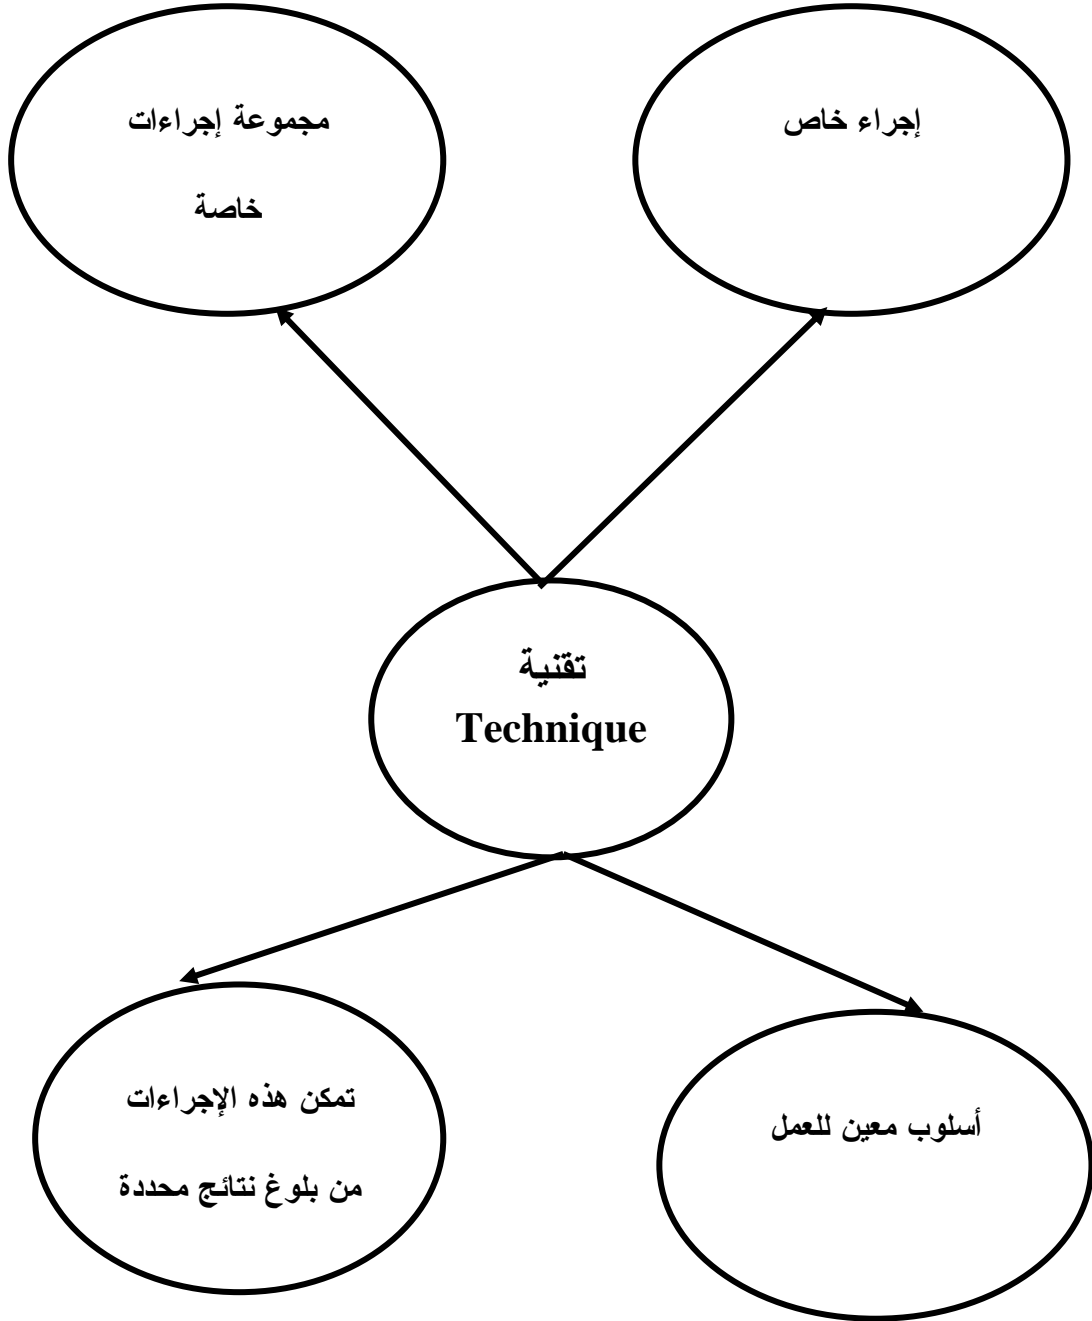 إجراء خاص
مجموعة إجراءات
خاصة
تقنية
Technique
أسلوب معين للعمل
تمكن هذه الإجراءات
من بلوغ نتائج محددة